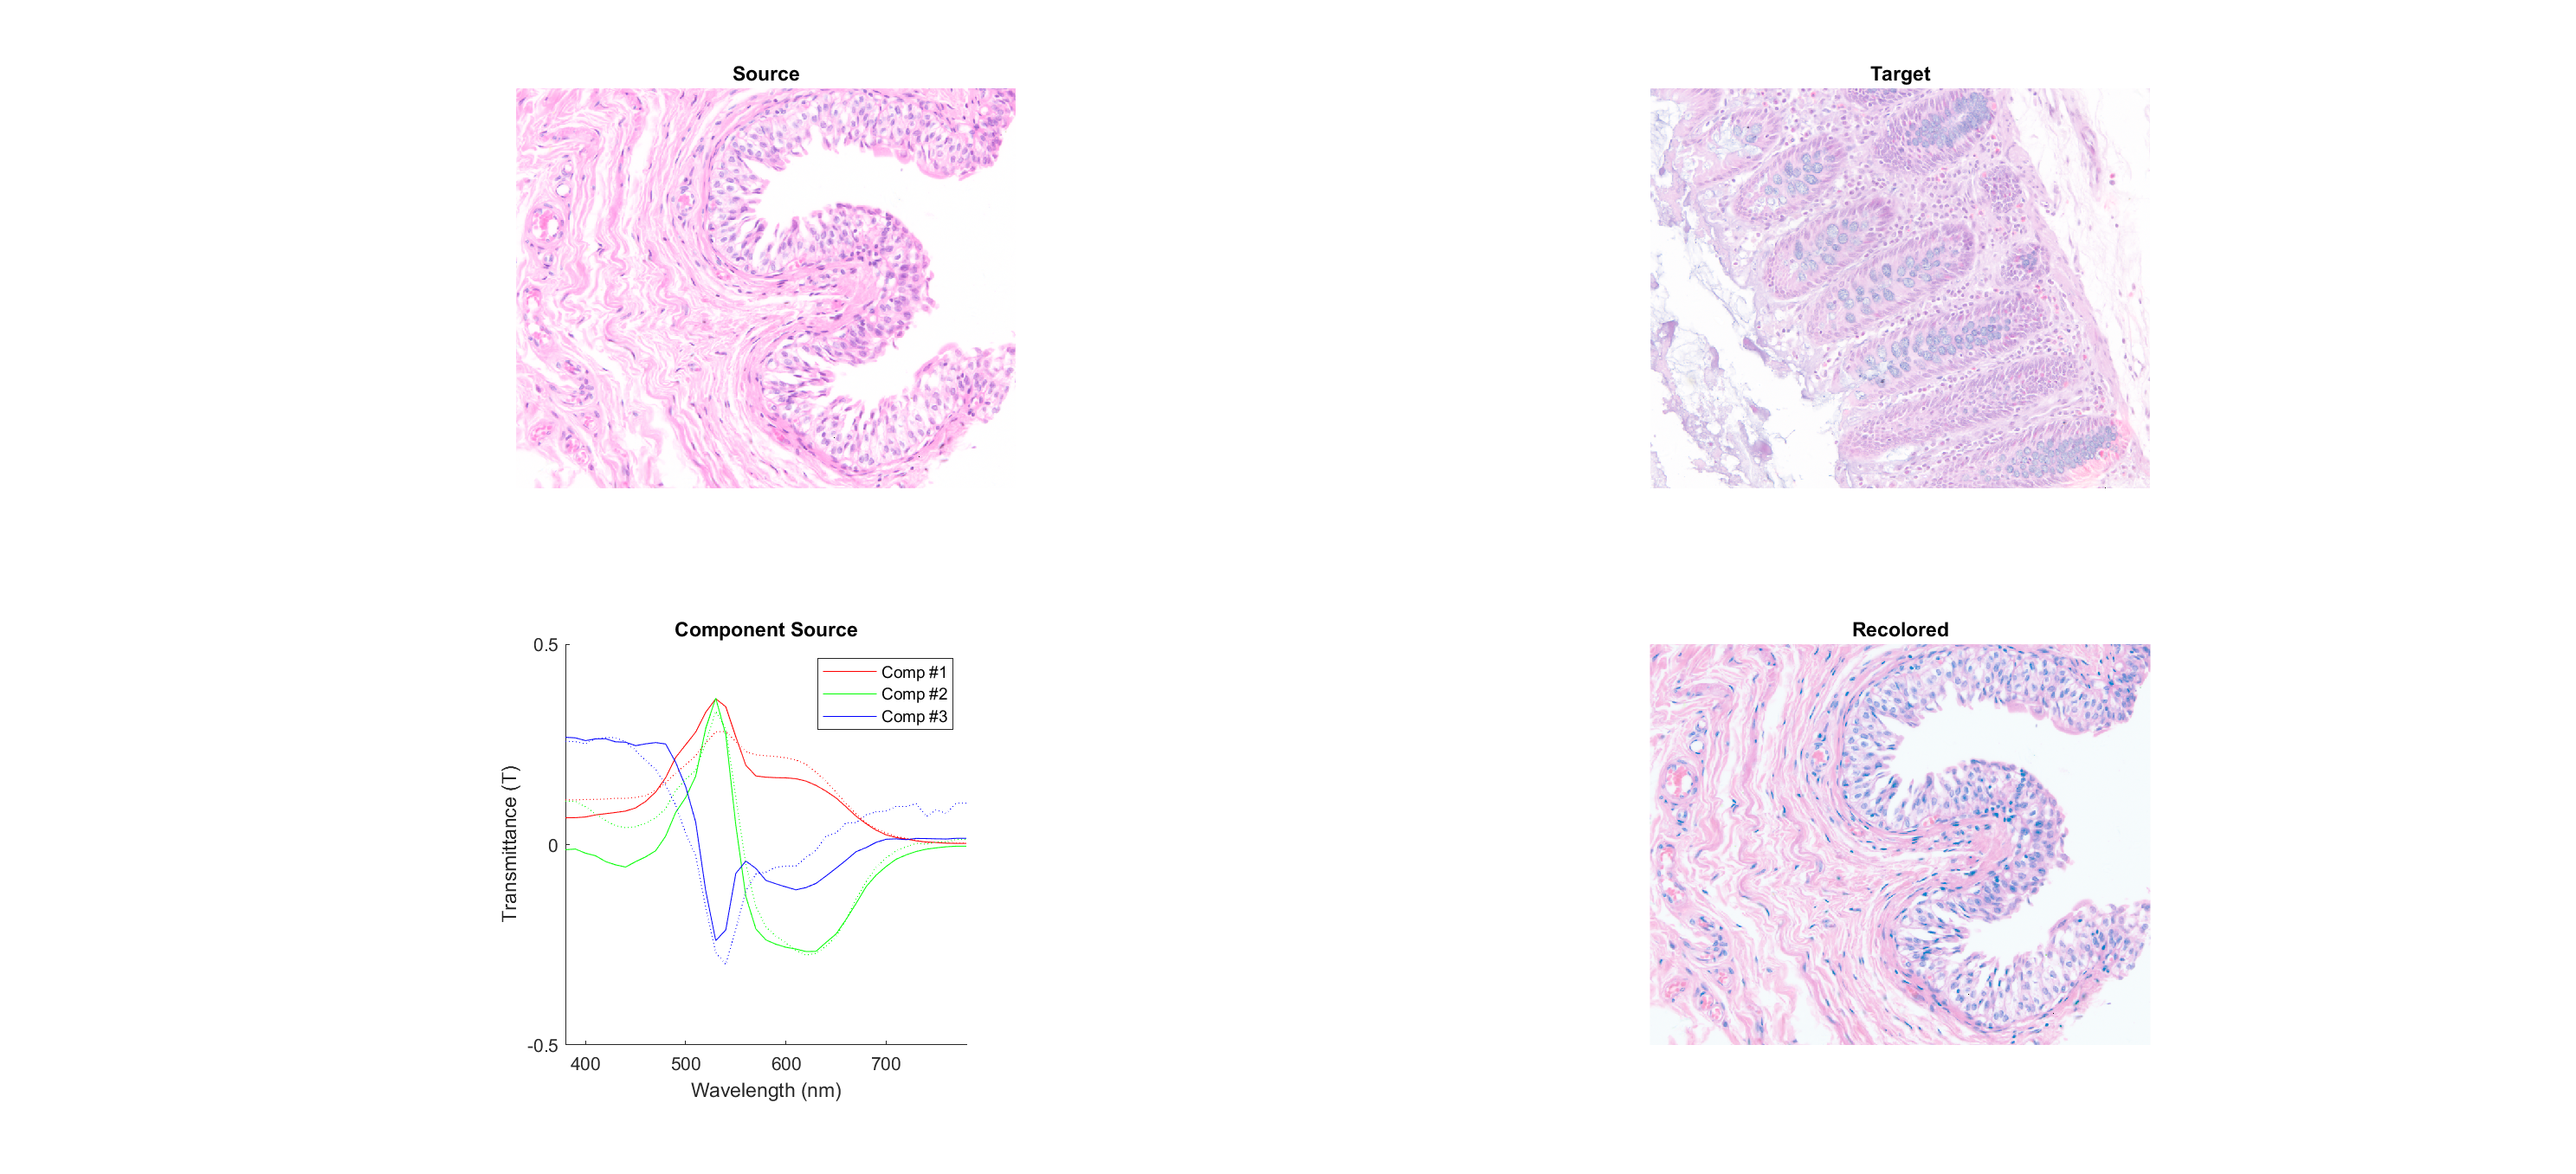 Source
Target
Component Source
0.5
0
-0.5
Transmittance (T)
Comp #1
Comp #2
Comp #3
400 500 600 700
Wavelength (nm)
Recolored